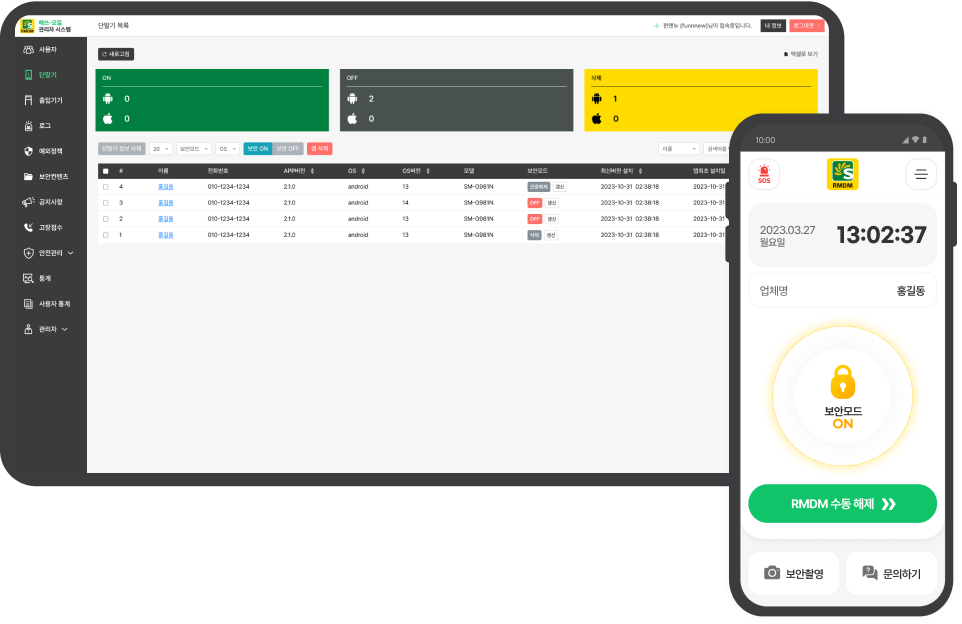 에쓰-오일
관리자 시스템
RMDM
단말기 목록
펀앤뉴 (funnnew)님이 접속중입니다.
내 정보
로그아웃
사용자
단말기
출입기기
로그
예외정책
보안컨텐츠
공지사항
고장접수
안전관리
통계
사용자 통계
관리자
새로고침
엑셀로 보기
ON
0
0
OFF
2
0
삭제
1
0
단말기 정보 삭제 20 보안모드 OS 보안 ON 보안 OFF 앱 삭제 이름
# 이름 전화번호 APP버전 OS OS버전 모델 보안모드 최신버전 설치 앱최초 설치일
4 홍길동 010-1234-1234 2.1.0 android 13 SM-G981N 인증해제 갱신 2023-10-31 02:38:18 2023-10-31
3 홍길동 010-1234-1234 2.1.0 android 14 SM-G981N OFF 갱신 2023-10-31 02:38:18 2023-10-31
2 홍길동 010-1234-1234 2.1.0 android 13 SM-G981N OFF 갱신 2023-10-31 02:38:18 2023-10-31
1 홍길동 010-1234-1234 2.1.0 android 13 SM-G981N 삭제 갱신 2023-10-31 02:38:18 2023-10-31
10:00
SOS
S
RMDM
2023.03.27
월요일
13:02:37
업체명 홍길동
보안모드
ON
RMDM 수동 해제
보안촬영
문의하기